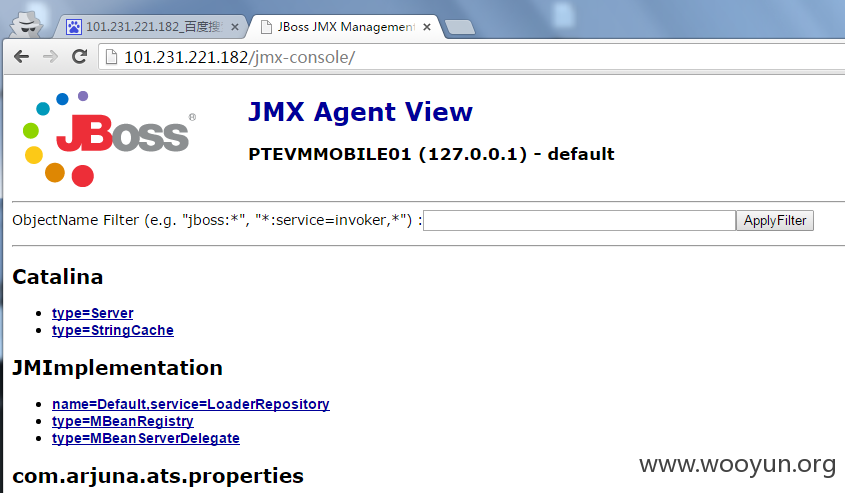 101.231.221.182_百度搜
JBoss JMX Management
101.231.221.182/jmx-console/
JBoss®
JMX Agent View
PTEVMMOBILE01 (127.0.0.1) - default
ObjectName Filter (e.g. "jboss:*", "*:service=invoker,*") : ApplyFilter
Catalina
type=Server
type=StringCache
JMImplementation
name=Default,service=LoaderRepository
type=MBeanRegistry
type=MBeanServerDelegate
com.arjuna.ats.properties
www.wooyun.org